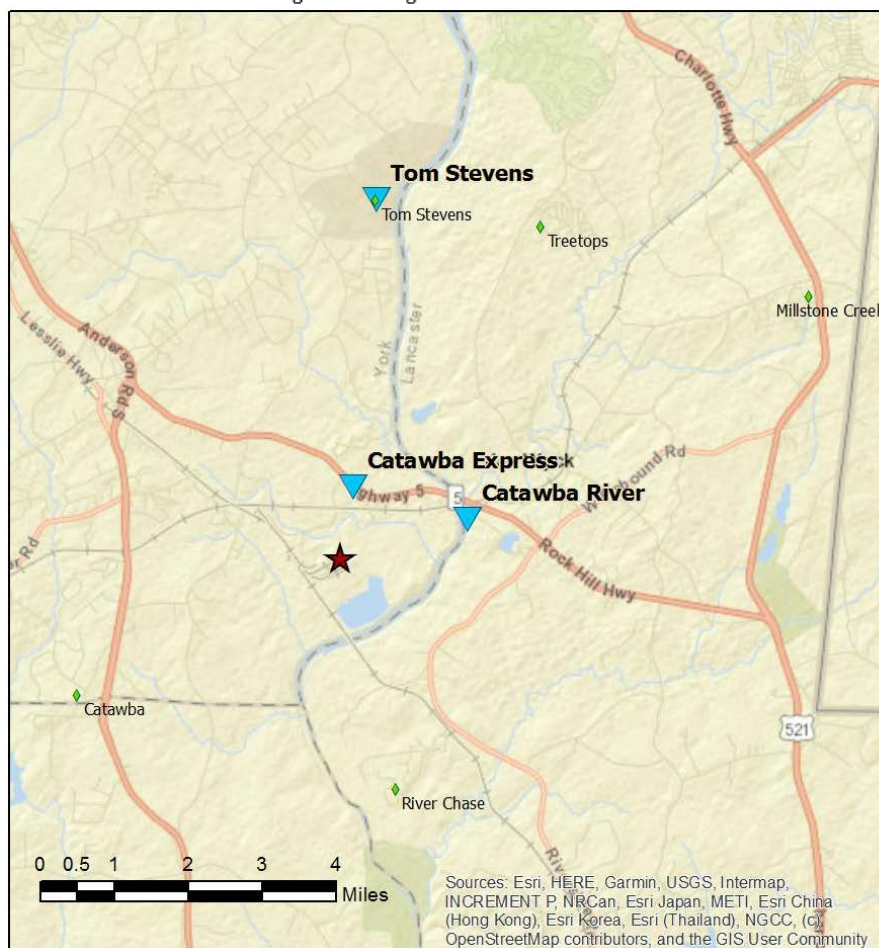 Tom Stevens
Tom Stevens
Charlotte Hwy
Treetops
Millstone Creek
York
Lancaster
Lesslie Hwy
Anderson Rd S
Catawba Express
Highway 5
5
Catawba River
Rock Hill Hwy
Catawba
521
River Chase
0 0.5 1 2 3 4
Miles
Sources: Esri, HERE, Garmin, USGS, Intermap,
INCREMENT P, NRCan, Esri Japan, METI, Esri China
(Hong Kong), Esri Korea, Esri (Thailand), NGCC, (c)
OpenStreetMap contributors, and the GIS User Community